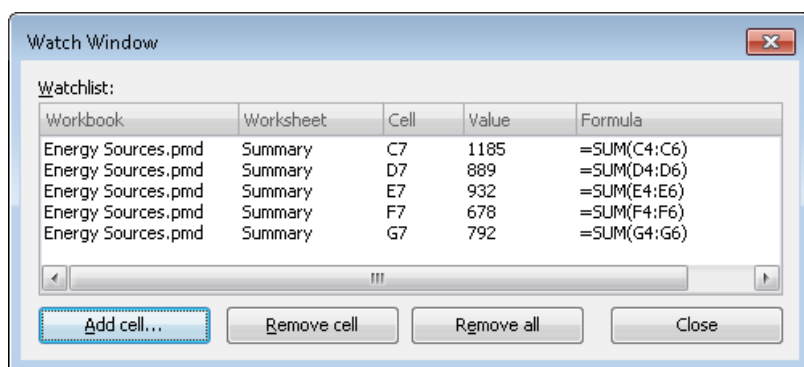 Watch Window
Watchlist:
Workbook Worksheet Cell Value Formula
Energy Sources.pmd Summary C7 1185 =SUM(C4:C6)
Energy Sources.pmd Summary D7 889 =SUM(D4:D6)
Energy Sources.pmd Summary E7 932 =SUM(E4:E6)
Energy Sources.pmd Summary F7 678 =SUM(F4:F6)
Energy Sources.pmd Summary G7 792 =SUM(G4:G6)
Add cell... Remove cell Remove all Close